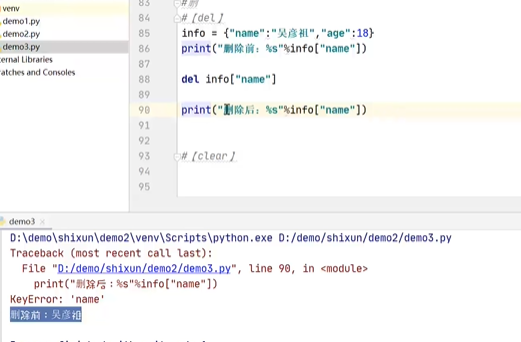 venv
demo1.py
demo2.py
demo3.py
ternal Libraries
ratches and Consoles
83 #删
84 #【del】
85 info = {"name":"吴彦祖","age":18}
86 print("删除前：%s"%info["name"])
87
88 del info["name"]
89
90 print("删除后：%s"%info["name"])
91
92
93 #【clear】
94
95
demo3
D:\demo\shixun\demo2\venv\Scripts\python.exe D:/demo/shixun/demo2/demo3.py
Traceback (most recent call last):
File "D:/demo/shixun/demo2/demo3.py", line 90, in <module>
print("删除后：%s"%info["name"])
KeyError: 'name'
删除前：吴彦祖